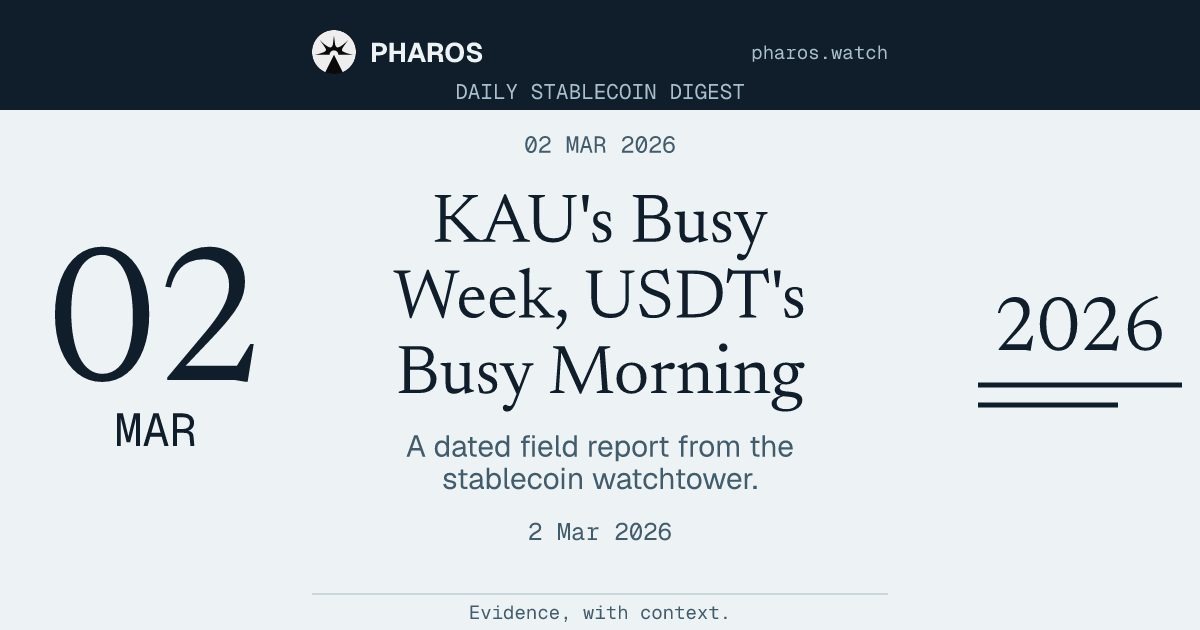 PHAROS
pharos.watch
DAILY STABLECOIN DIGEST
02 MAR 2026
KAU's Busy
Week, USDT's
Busy Morning
A dated field report from the
stablecoin watchtower.
2 Mar 2026
02
MAR
2026
Evidence, with context.